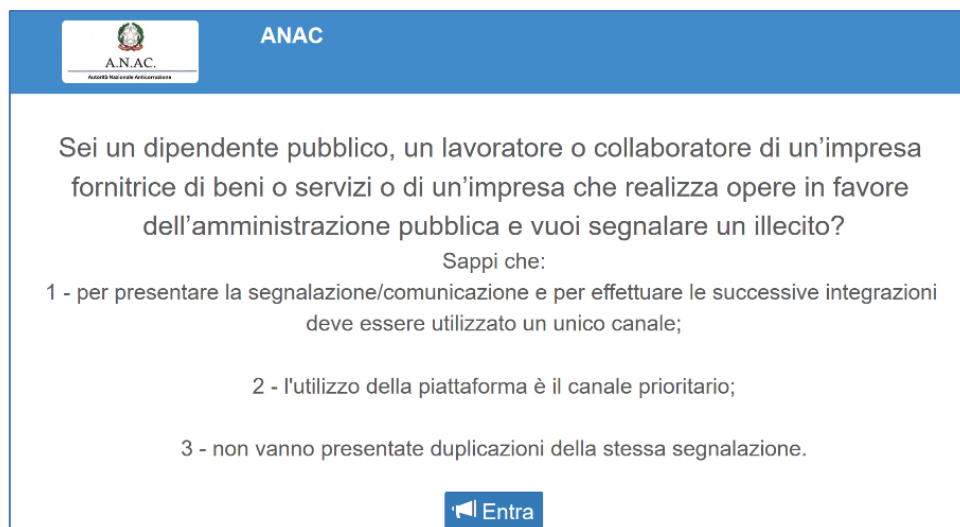 ANAC
A.N.AC.
Autorità Nazionale Anticorruzione
Sei un dipendente pubblico, un lavoratore o collaboratore di un’impresa
fornitrice di beni o servizi o di un’impresa che realizza opere in favore
dell’amministrazione pubblica e vuoi segnalare un illecito?
Sappi che:
1 - per presentare la segnalazione/comunicazione e per effettuare le successive integrazioni
deve essere utilizzato un unico canale;
2 - l'utilizzo della piattaforma è il canale prioritario;
3 - non vanno presentate duplicazioni della stessa segnalazione.
Entra